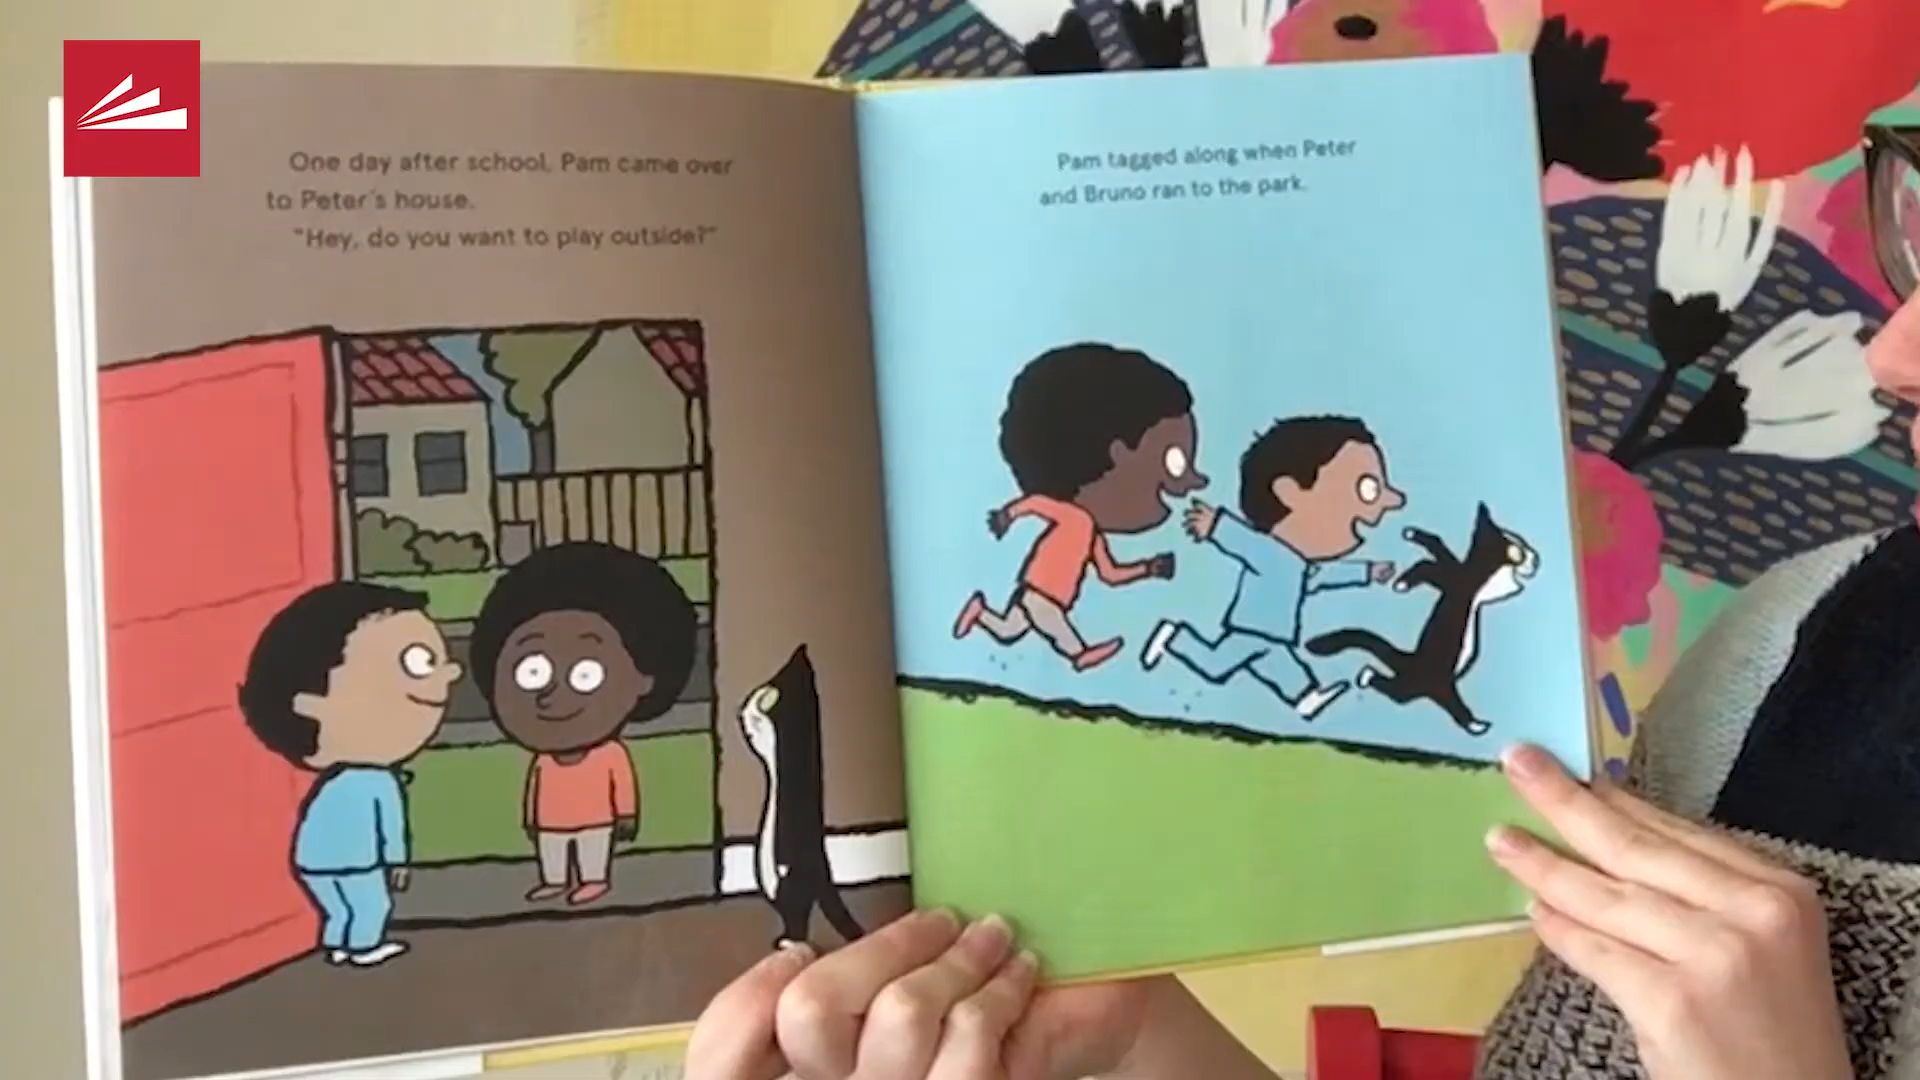 One day after school, Pam came over
to Peter's house.
"Hey, do you want to play outside?"
Pam tagged along when Peter
and Bruno ran to the park.